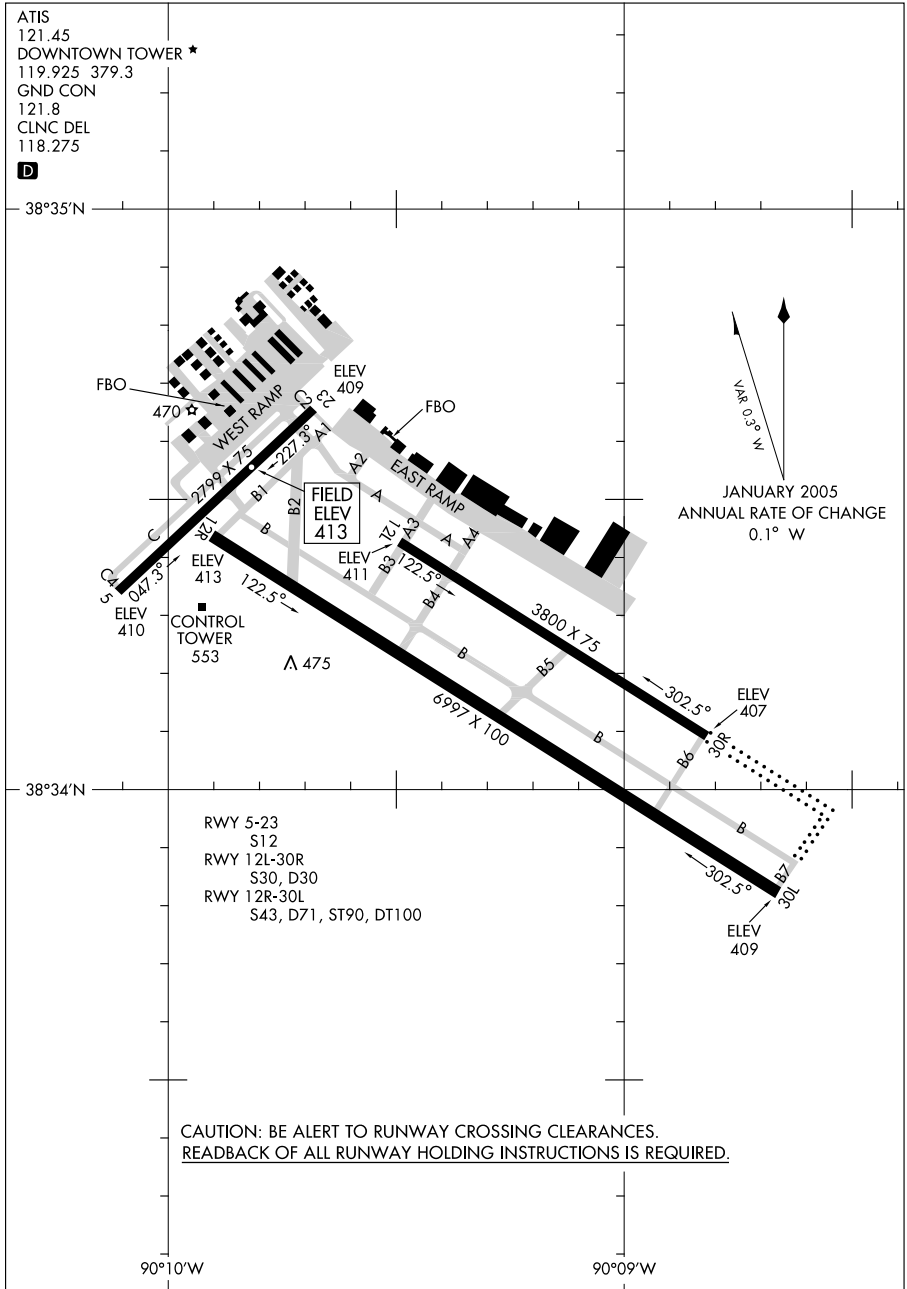 ATIS
121.45
DOWNTOWN TOWER ★
119.925 379.3
GND CON
121.8
CLNC DEL
118.275
D
38°35'N
ELEV
409
FBO
470
WEST RAMP
C2
23
FBO
A1
227.3°
2799 X 75
EAST RAMP
A2
A
B1
B2
FIELD
ELEV
413
VAR 0.3° W
JANUARY 2005
ANNUAL RATE OF CHANGE
0.1° W
C
12R
B
12L
A3
A
A4
ELEV
413
ELEV
411
B3
C4
5
047.3°
122.5°
122.5°
B4
ELEV
410
CONTROL
TOWER
553
475
3800 X 75
B
B5
6997 X 100
302.5°
ELEV
407
B
B6
30R
38°34'N
B
RWY 5-23
S12
RWY 12L-30R
S30, D30
RWY 12R-30L
S43, D71, ST90, DT100
302.5°
B7
30L
ELEV
409
CAUTION: BE ALERT TO RUNWAY CROSSING CLEARANCES.
READBACK OF ALL RUNWAY HOLDING INSTRUCTIONS IS REQUIRED.
90°10'W
90°09'W